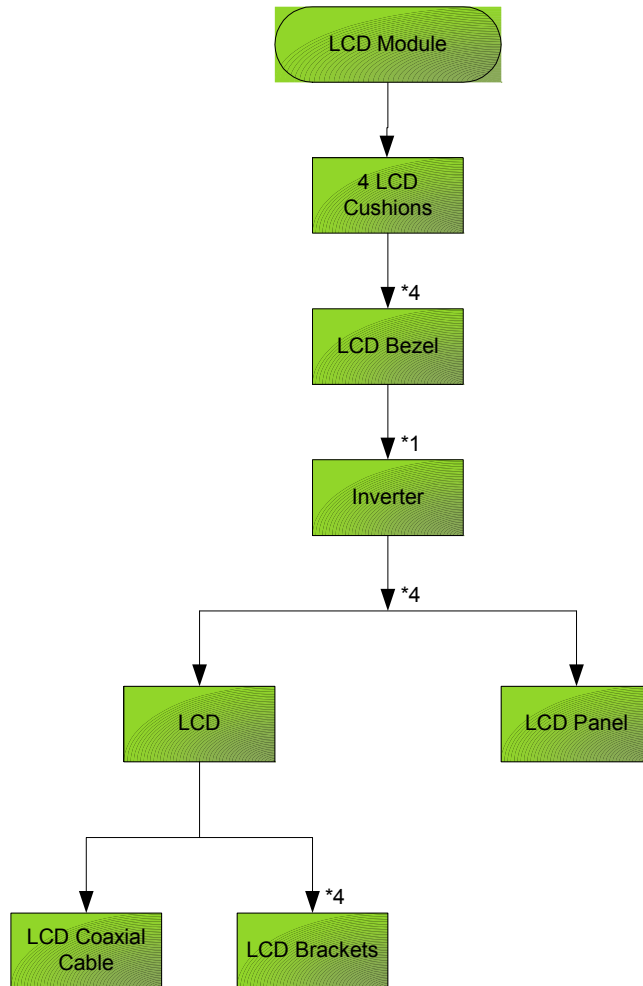 LCD Module
4 LCD
Cushions
*4
LCD Bezel
*1
Inverter
*4
LCD
LCD Panel
*4
LCD Coaxial
Cable
LCD Brackets